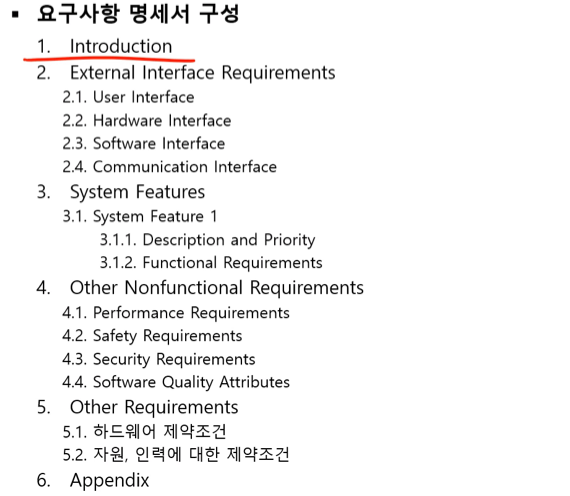 ▪ 요구사항 명세서 구성
1. Introduction
2. External Interface Requirements
2.1. User Interface
2.2. Hardware Interface
2.3. Software Interface
2.4. Communication Interface
3. System Features
3.1. System Feature 1
3.1.1. Description and Priority
3.1.2. Functional Requirements
4. Other Nonfunctional Requirements
4.1. Performance Requirements
4.2. Safety Requirements
4.3. Security Requirements
4.4. Software Quality Attributes
5. Other Requirements
5.1. 하드웨어 제약조건
5.2. 자원, 인력에 대한 제약조건
6. Appendix